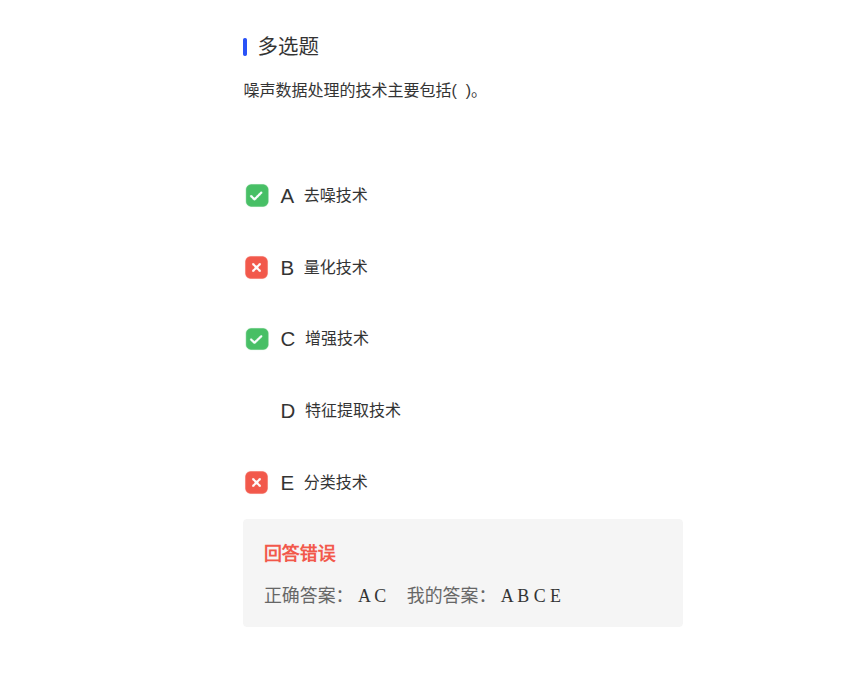 多选题
噪声数据处理的技术主要包括( )。
A 去噪技术
B 量化技术
C 增强技术
D 特征提取技术
E 分类技术
回答错误
正确答案： A C 我的答案： A B C E